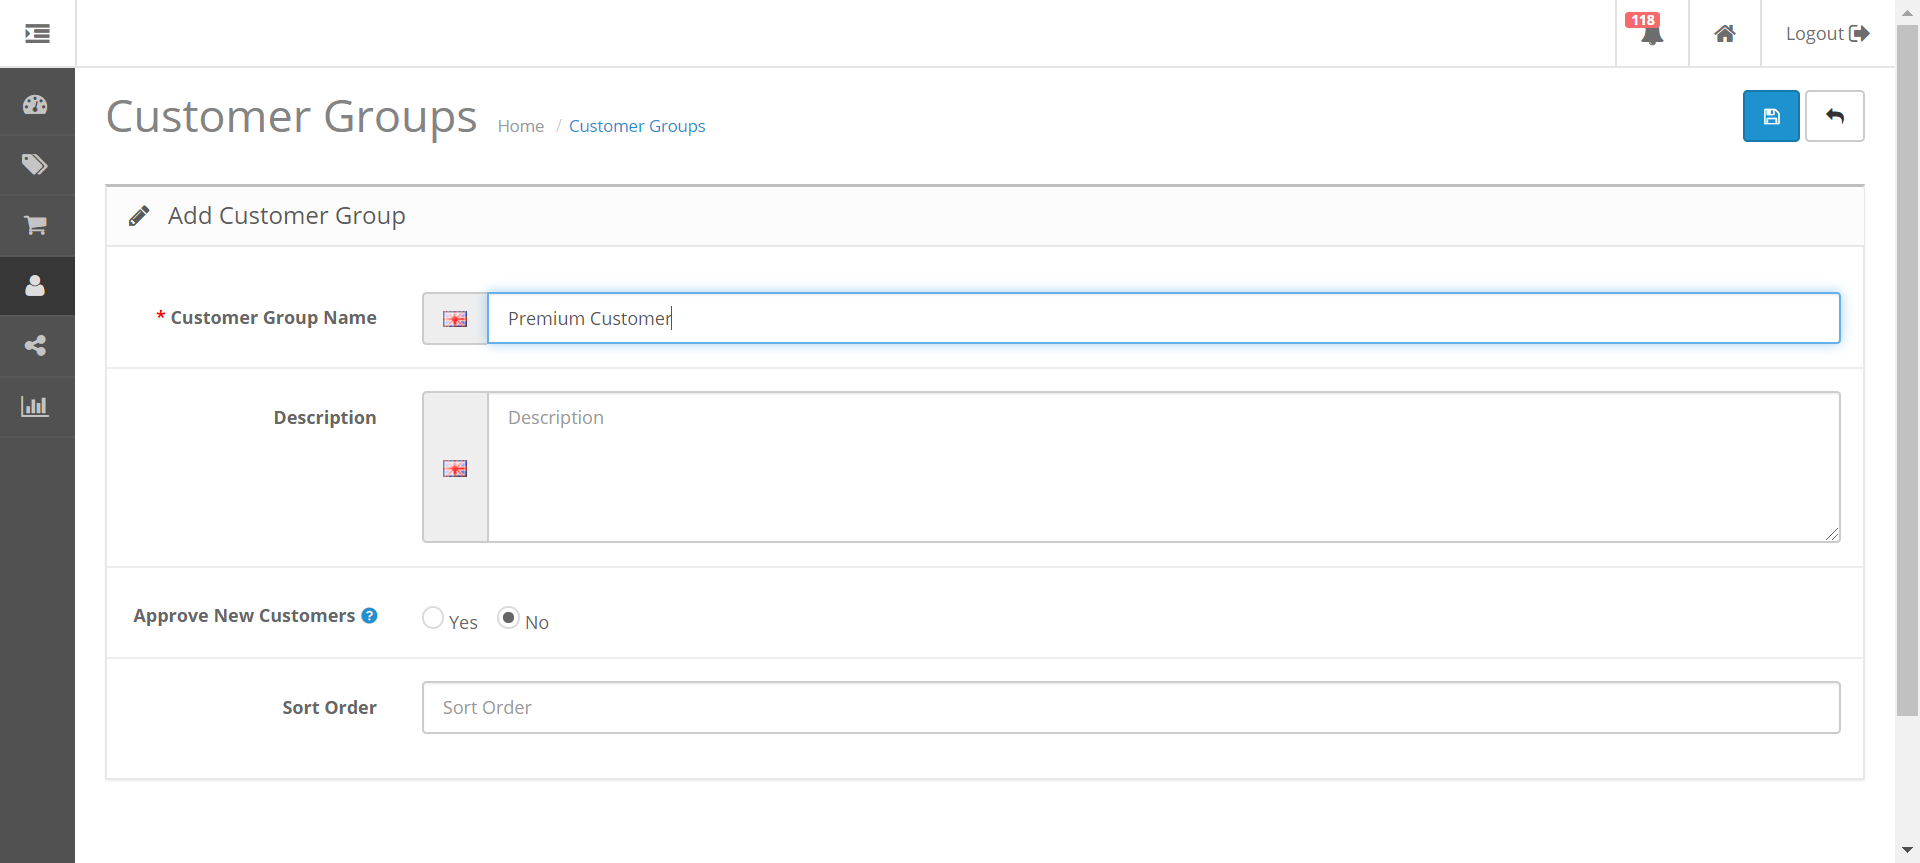 118
Logout
Customer Groups
Home / Customer Groups
Add Customer Group
* Customer Group Name
Premium Customer
Description
Description
Approve New Customers ?
Yes No
Sort Order
Sort Order